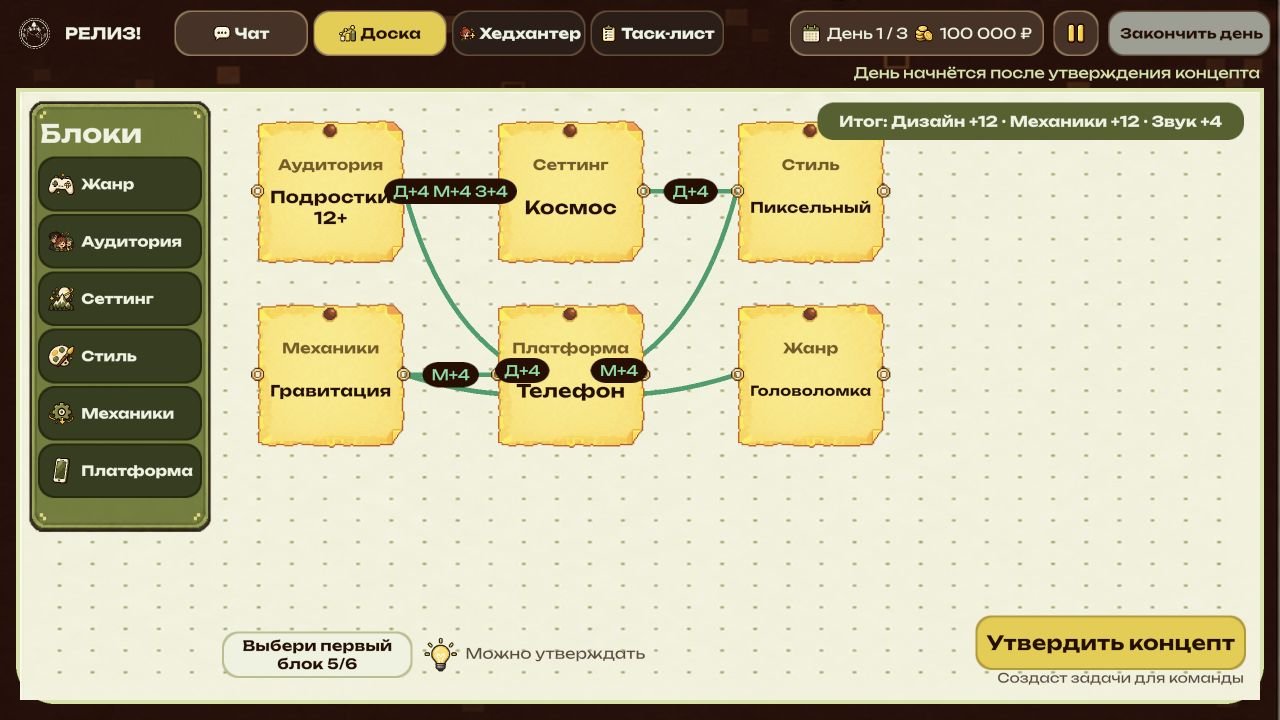 РЕЛИЗ!
Чат
Доска
Хедхантер
Таск-лист
День 1 / 3
100 000 ₽
Закончить день
День начнётся после утверждения концепта
Блоки
Жанр
Аудитория
Сеттинг
Стиль
Механики
Платформа
Итог: Дизайн +12 · Механики +12 · Звук +4
Аудитория
Подростки
12+
Д+4 М+4 З+4
Сеттинг
Космос
Д+4
Стиль
Пиксельный
Механики
Гравитация
М+4
Платформа
Д+4
М+4
Телефон
Жанр
Головоломка
Выбери первый
блок 5/6
Можно утверждать
Утвердить концепт
Создаст задачи для команды